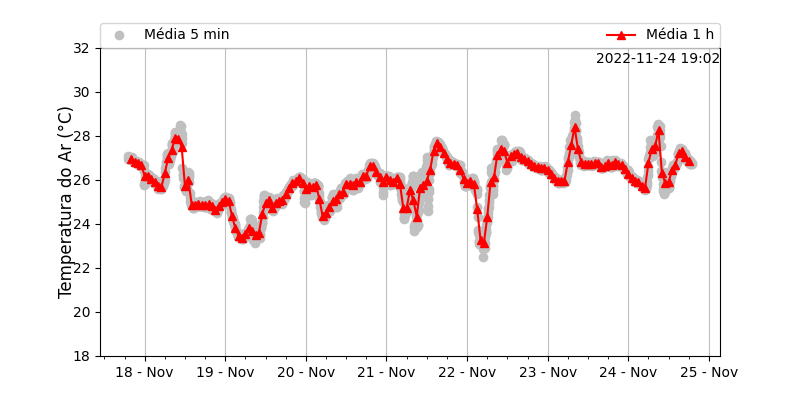 Média 5 min
Média 1 h
2022-11-24 19:02
Temperatura do Ar (°C)
32
30
28
26
24
22
20
18
18 - Nov
19 - Nov
20 - Nov
21 - Nov
22 - Nov
23 - Nov
24 - Nov
25 - Nov